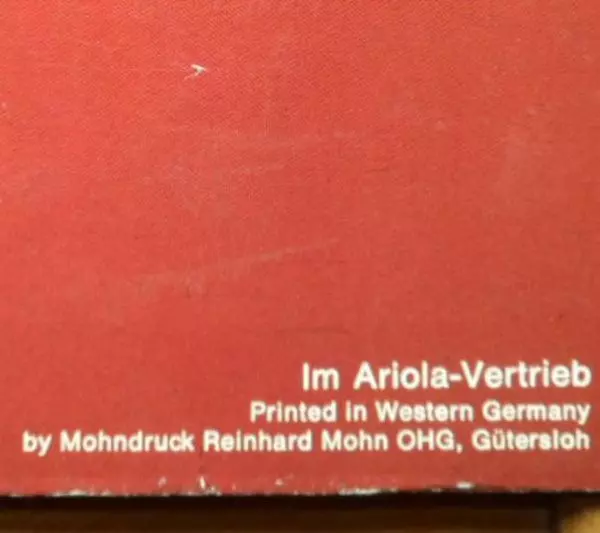 Im Ariola-Vertrieb
Printed in Western Germany
by Mohndruck Reinhard Mohn OHG, Gütersloh